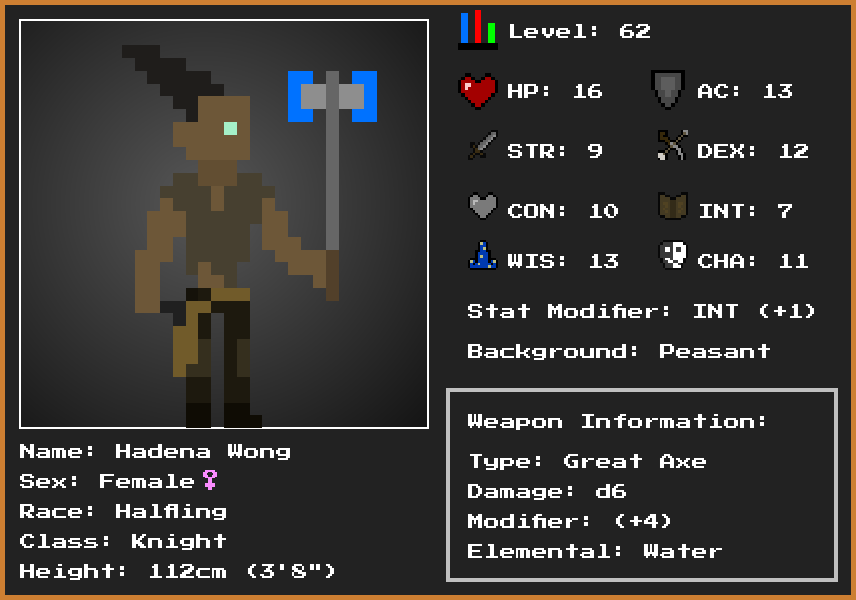 Level: 62
HP: 16
AC: 13
STR: 9
DEX: 12
CON: 10
INT: 7
WIS: 13
CHA: 11
Stat Modifier: INT (+1)
Background: Peasant
Weapon Information:
Type: Great Axe
Damage: d6
Modifier: (+4)
Elemental: Water
Name: Hadena Wong
Sex: Female♀
Race: Halfling
Class: Knight
Height: 112cm (3'8")